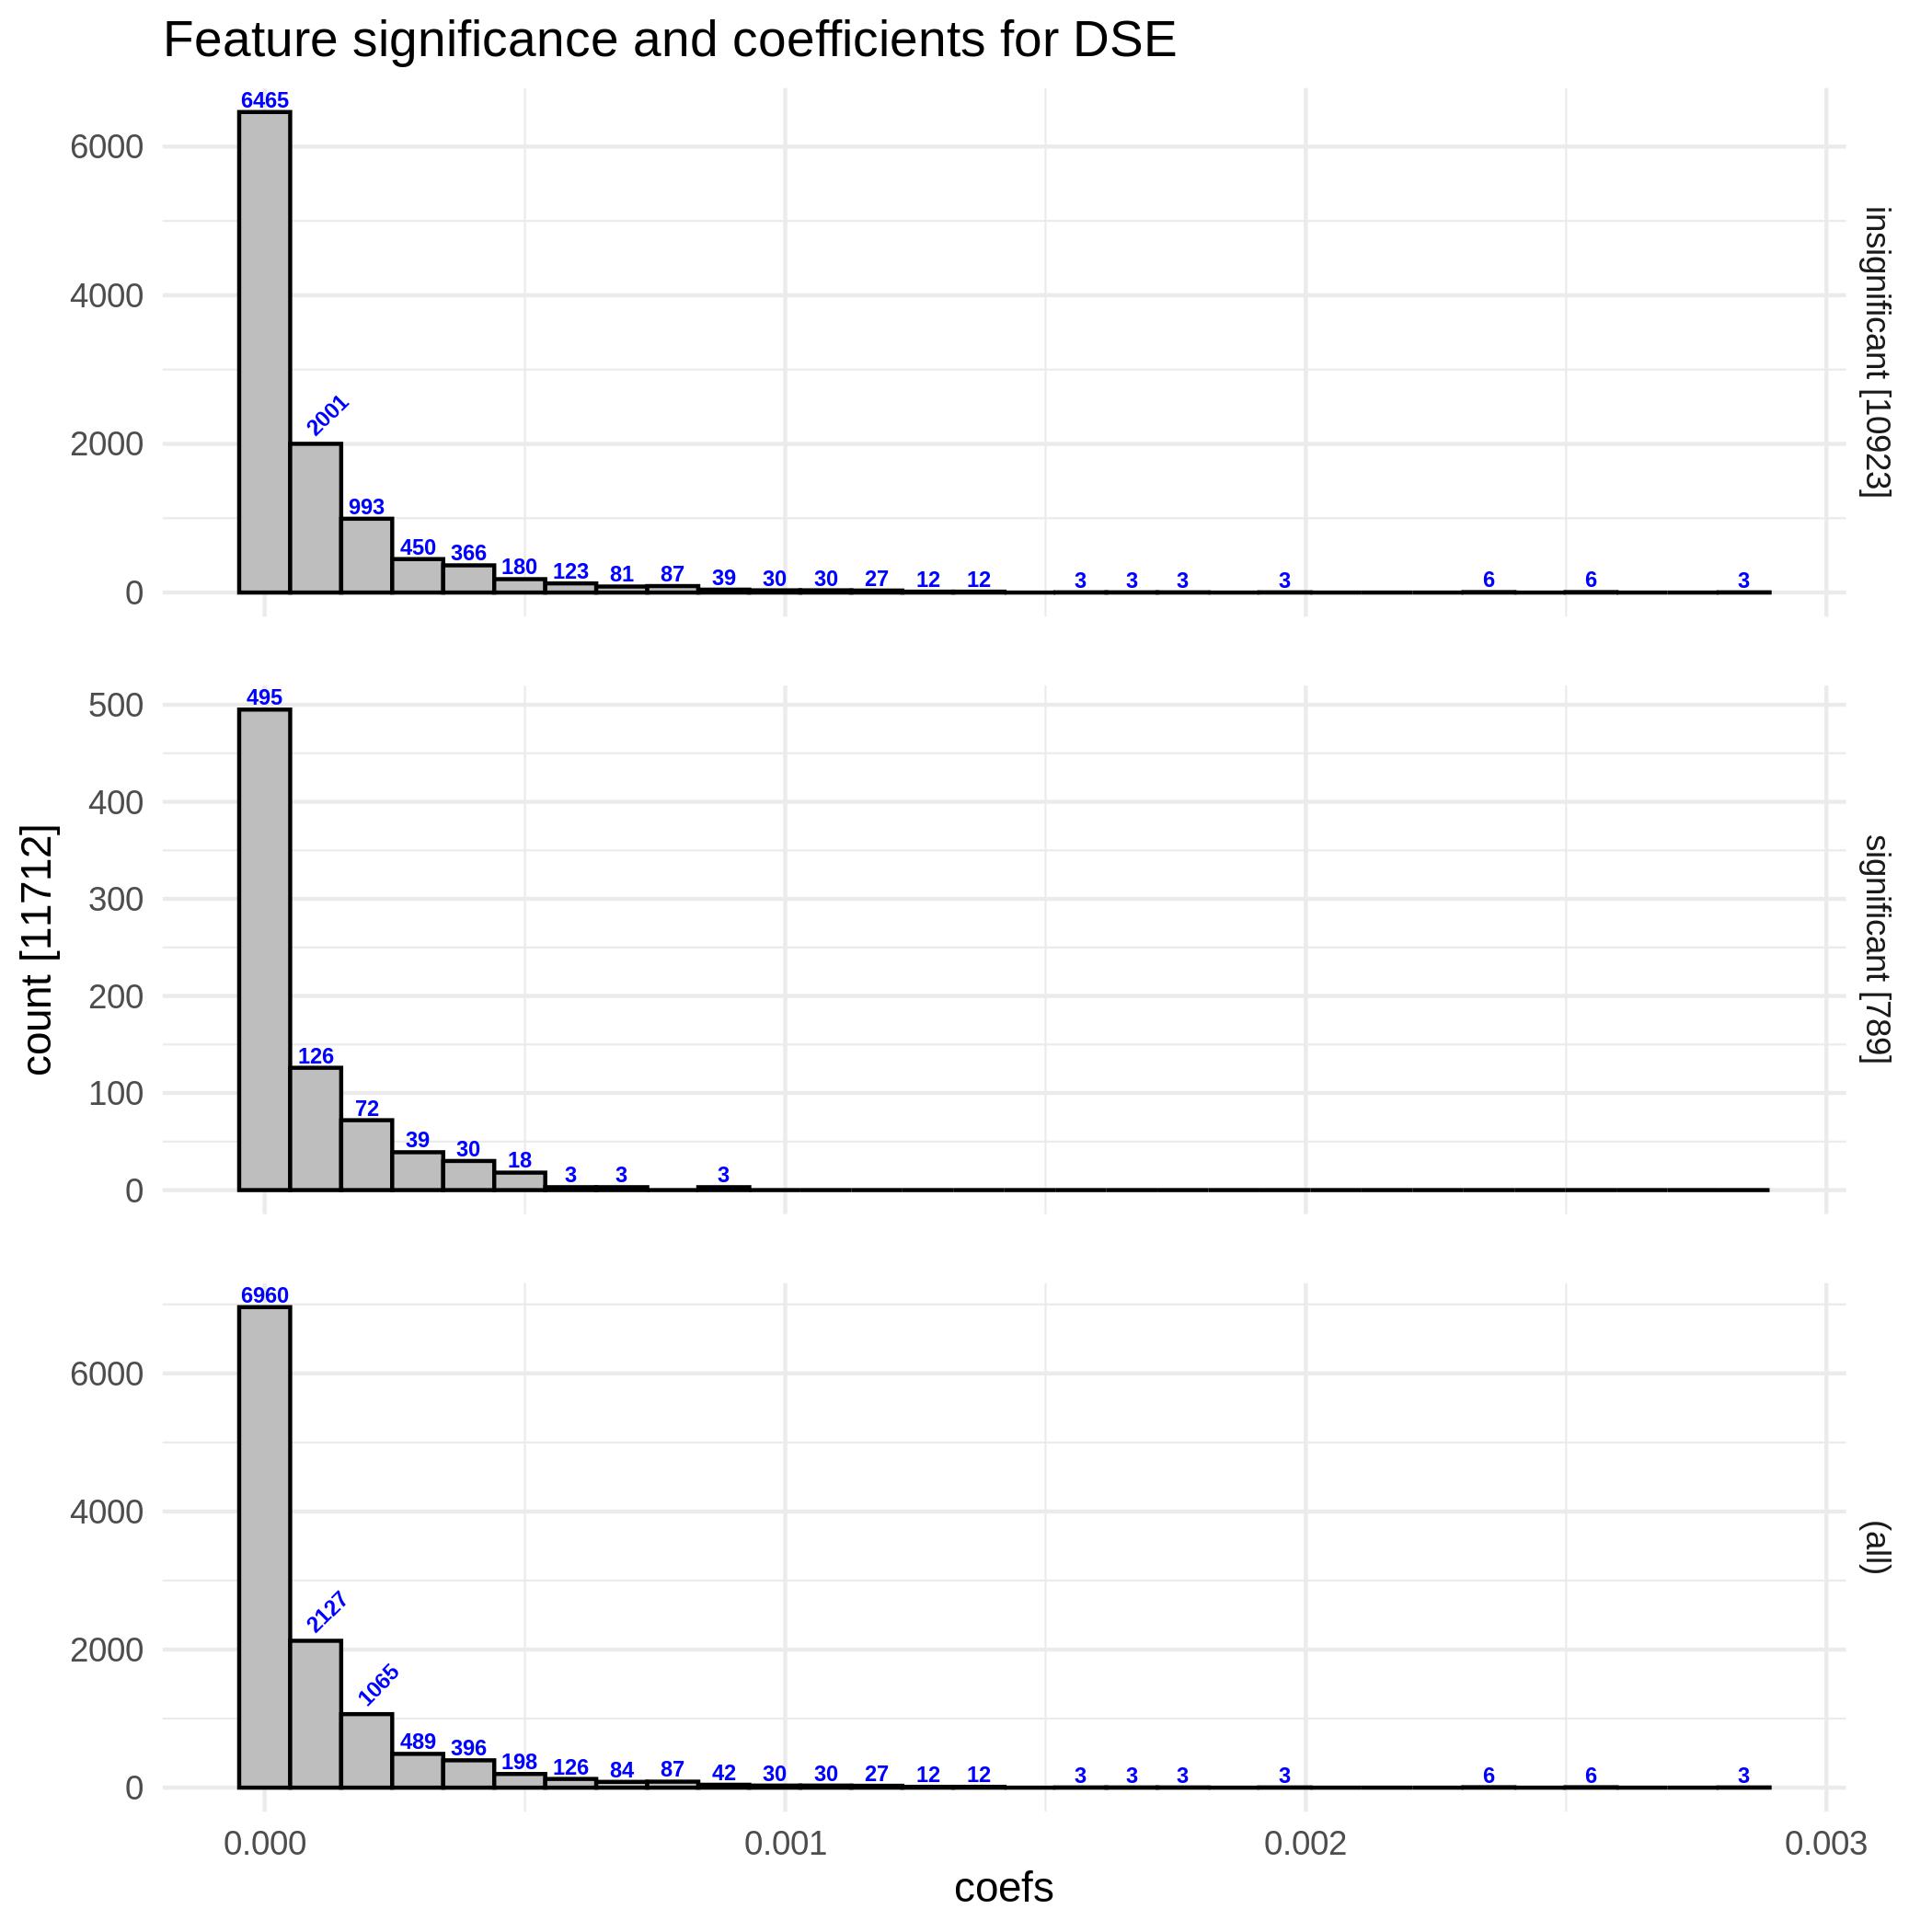 Feature significance and coefficients for DSE
6465
6000
4000
2001
2000
993
450 366 180 123 81 87 39 30 30 27 12 12 3 3 3 3 6 6 3
0
insignificant [10923]
495
500
400
300
200
126
100
72
39 30 18 3 3 3
0
significant [789]
count [11712]
6960
6000
4000
2127
2000
1065
489 396 198 126 84 87 42 30 30 27 12 12 3 3 3 3 6 6 3
0
(all)
0.000 0.001 0.002 0.003
coefs